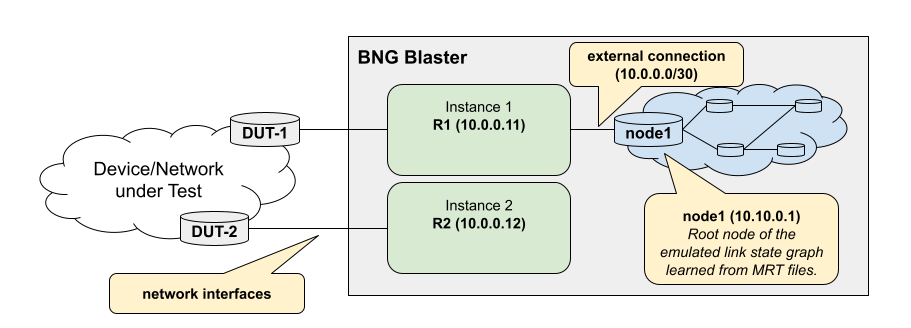 BNG Blaster
external connection
(10.0.0.0/30)
Instance 1
R1 (10.0.0.11)
DUT-1
node1
Device/Network
under Test
Instance 2
R2 (10.0.0.12)
DUT-2
node1 (10.10.0.1)
Root node of the
emulated link state graph
learned from MRT files.
network interfaces